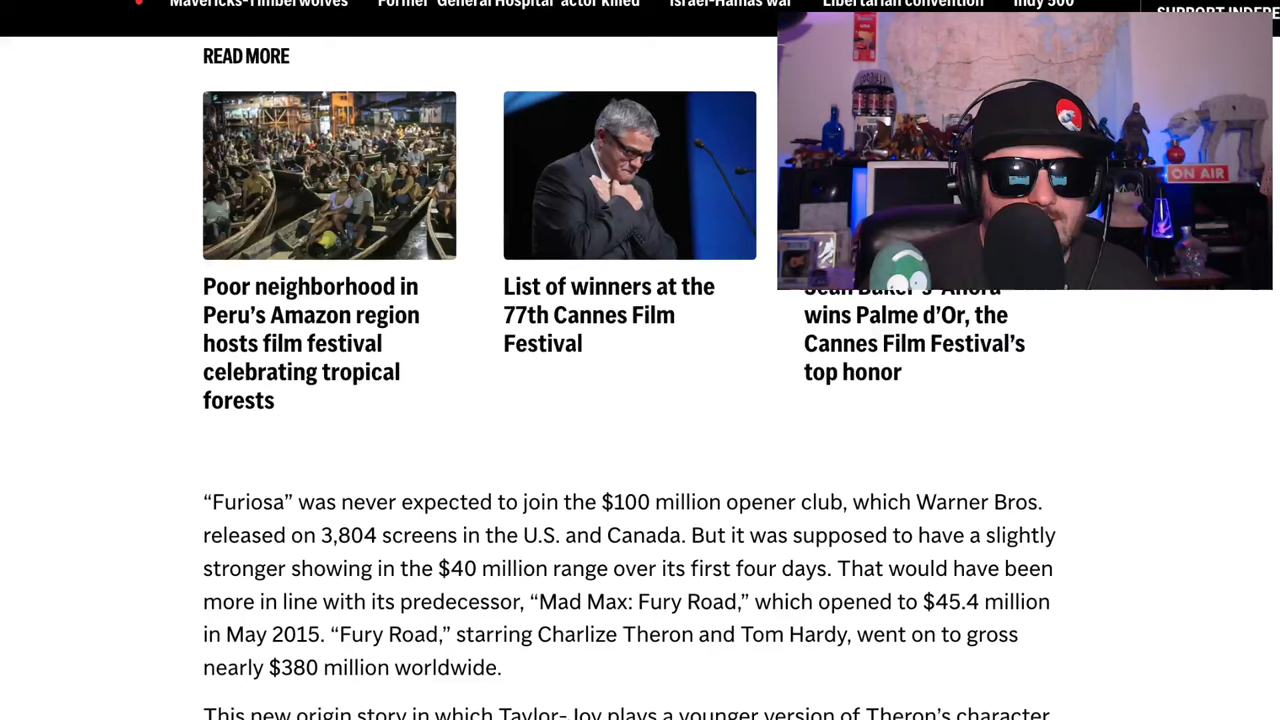 Mavericks-Timberwolves Former 'General Hospital' actor killed Israel-Hamas war Libertarian convention Indy 500
SUPPORT INDEPE
READ MORE
ON AIR
Poor neighborhood in
Peru's Amazon region
hosts film festival
celebrating tropical
forests
List of winners at the
77th Cannes Film
Festival
Sean Baker's 'Anora'
wins Palme d'Or, the
Cannes Film Festival's
top honor
“Furiosa” was never expected to join the $100 million opener club, which Warner Bros.
released on 3,804 screens in the U.S. and Canada. But it was supposed to have a slightly
stronger showing in the $40 million range over its first four days. That would have been
more in line with its predecessor, “Mad Max: Fury Road,” which opened to $45.4 million
in May 2015. “Fury Road,” starring Charlize Theron and Tom Hardy, went on to gross
nearly $380 million worldwide.
This new origin story in which Taylor-Joy plays a younger version of Theron's character